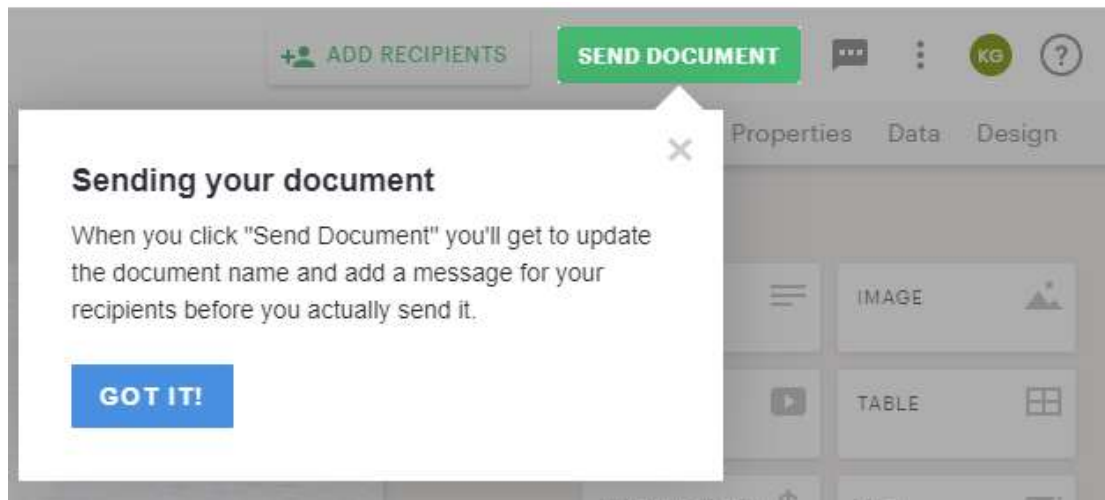 ADD RECIPIENTS
SEND DOCUMENT
KG
?
Properties Data Design
Sending your document
When you click "Send Document" you'll get to update
the document name and add a message for your
recipients before you actually send it.
GOT IT!
IMAGE
TABLE